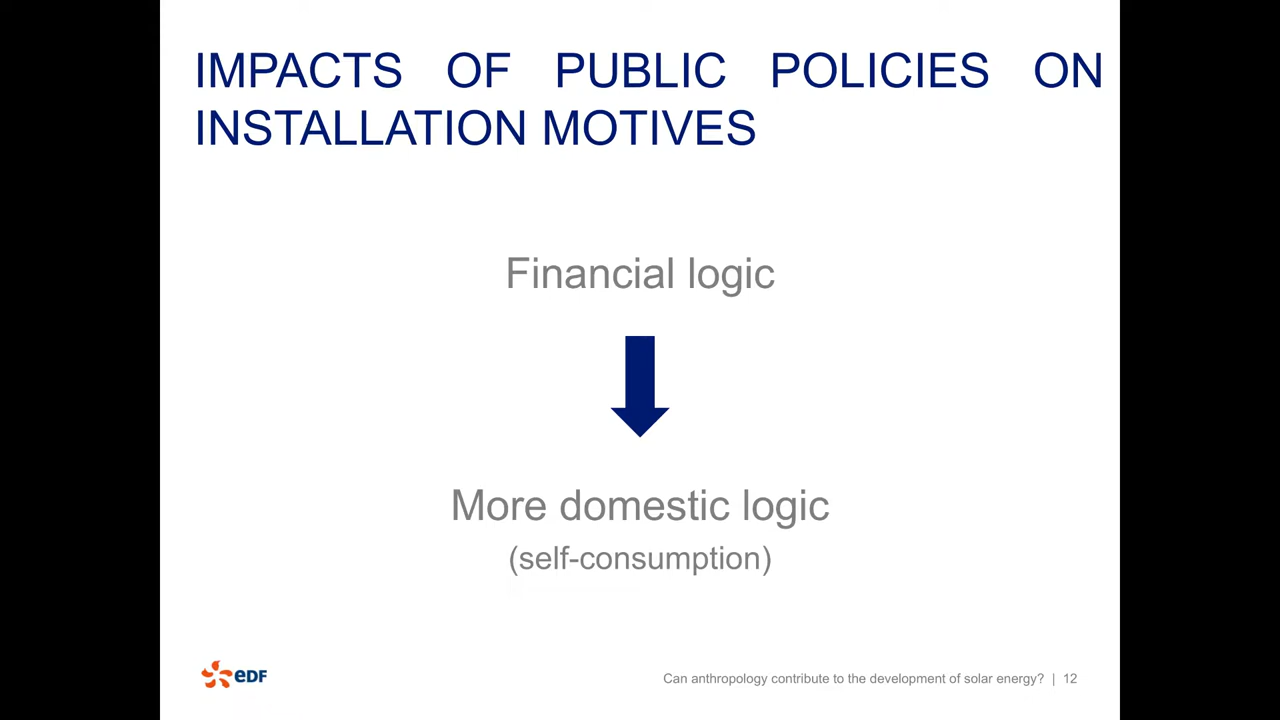 IMPACTS OF PUBLIC POLICIES ON
INSTALLATION MOTIVES
Financial logic
More domestic logic
(self-consumption)
eDF
Can anthropology contribute to the development of solar energy? | 12